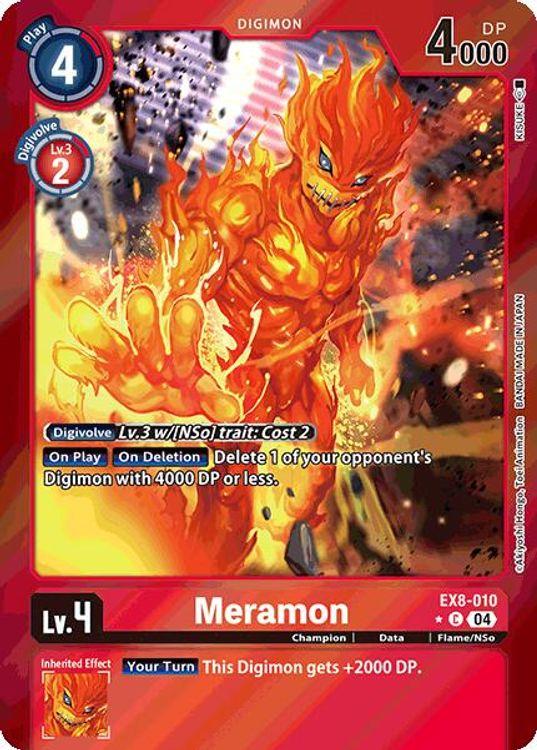 Play
4
DIGIMON
DP
4000
Digivolve
Lv.3
2
KISUKE
Digivolve Lv.3 w/[NSo] trait: Cost 2
On Play On Deletion Delete 1 of your opponent's
Digimon with 4000 DP or less.
©Akiyoshi Hongo, Toei Animation BANDAI MADE IN JAPAN
Lv.4
Meramon
EX8-010
C 04
Champion | Data | Flame/NSo
Inherited Effect
Your Turn This Digimon gets +2000 DP.